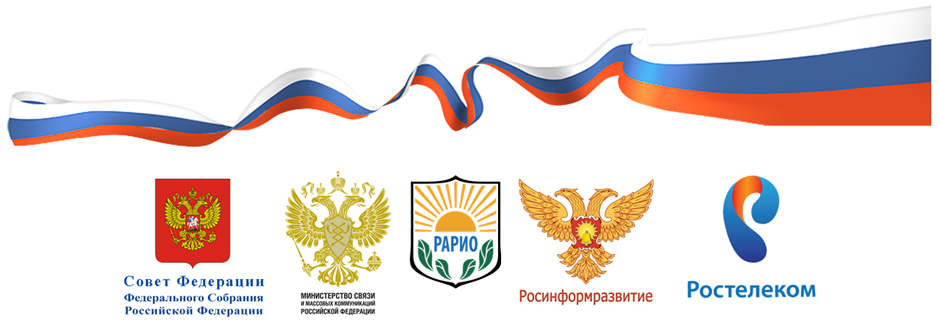 Совет Федерации
Федерального Собрания
Российской Федерации
МИНИСТЕРСТВО СВЯЗИ
И МАССОВЫХ КОММУНИКАЦИЙ
РОССИЙСКОЙ ФЕДЕРАЦИИ
РАРИО
Росинформразвитие
Ростелеком